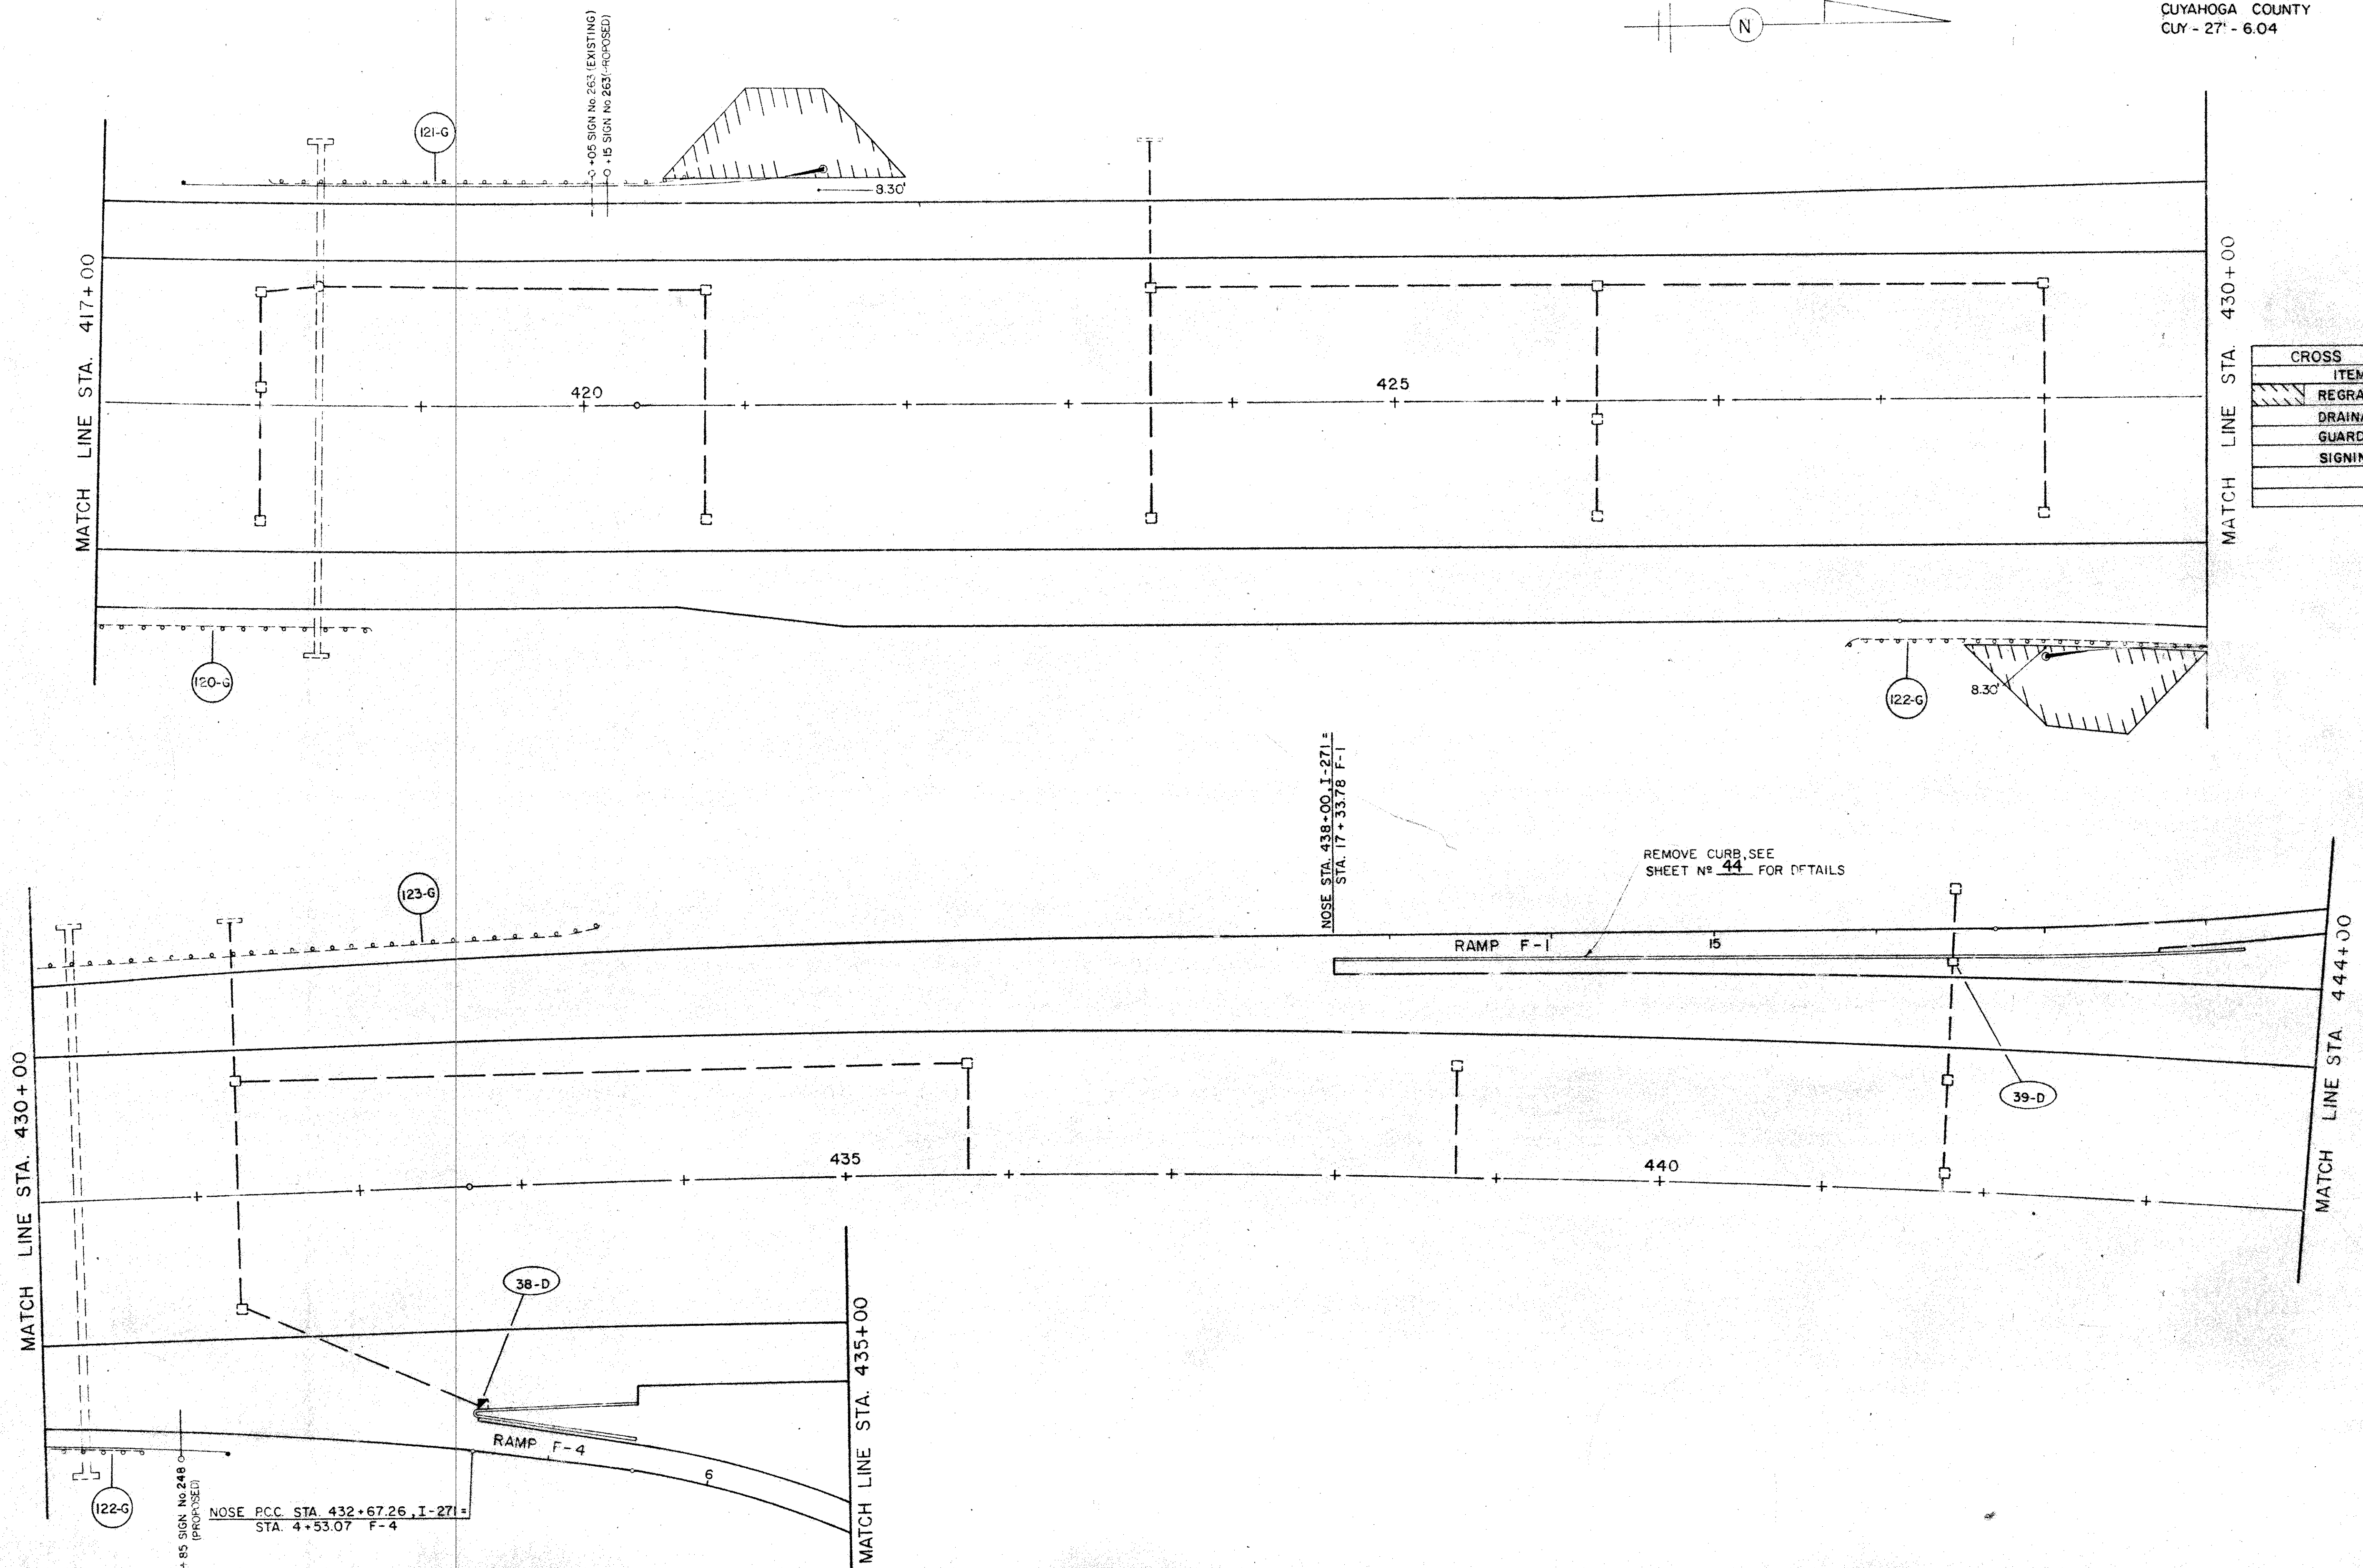 N
CUYAHOGA COUNTY
CUY - 27' - 6.04
121-G
+05 SIGN No.263 (EXISTING)
+15 SIGN No.263 (PROPOSED)
8.30'
MATCH LINE STA. 417+00
420
425
MATCH LINE STA. 430+00
CROSS
ITEM
REGRA
DRAINA
GUARD
SIGNIN
120-G
122-G
8.30'
NOSE STA. 438+00, I-271 =
STA. 17+33.78 F-1
REMOVE CURB, SEE
SHEET Nº 44 FOR DETAILS
123-G
RAMP F-1
15
MATCH LINE STA. 430+00
435
440
39-D
MATCH LINE STA. 444+00
38-D
MATCH LINE STA. 435+00
RAMP F-4
6
122-G
+85 SIGN No.248
(PROPOSED)
NOSE P.C.C. STA. 432+67.26, I-271 =
STA. 4+53.07 F-4